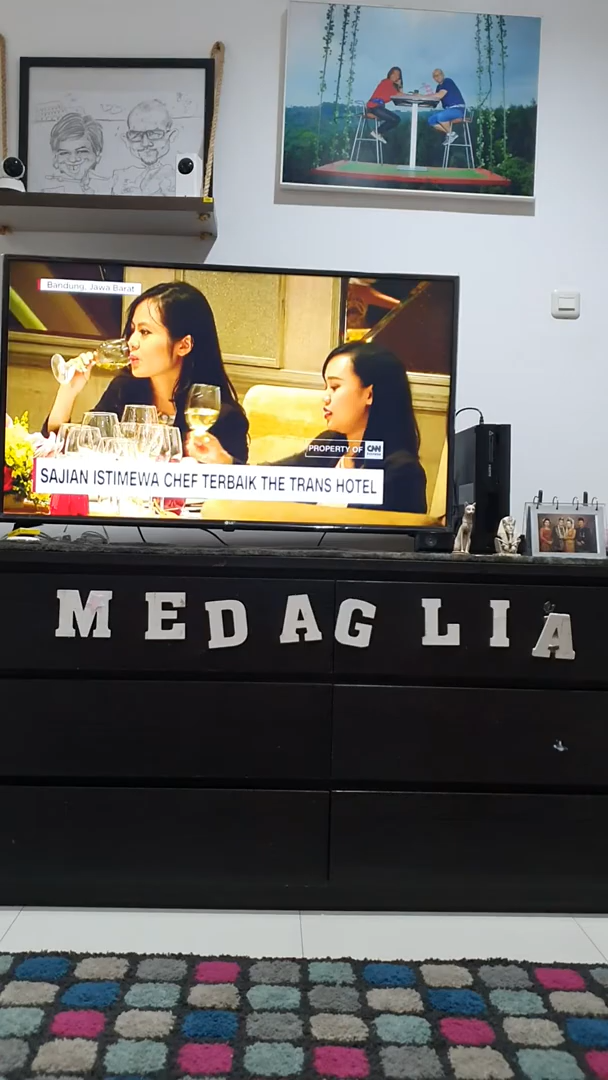 Bandung, Jawa Barat
PROPERTY OF CNN
SAJIAN ISTIMEWA CHEF TERBAIK THE TRANS HOTEL
MEDAGLIA